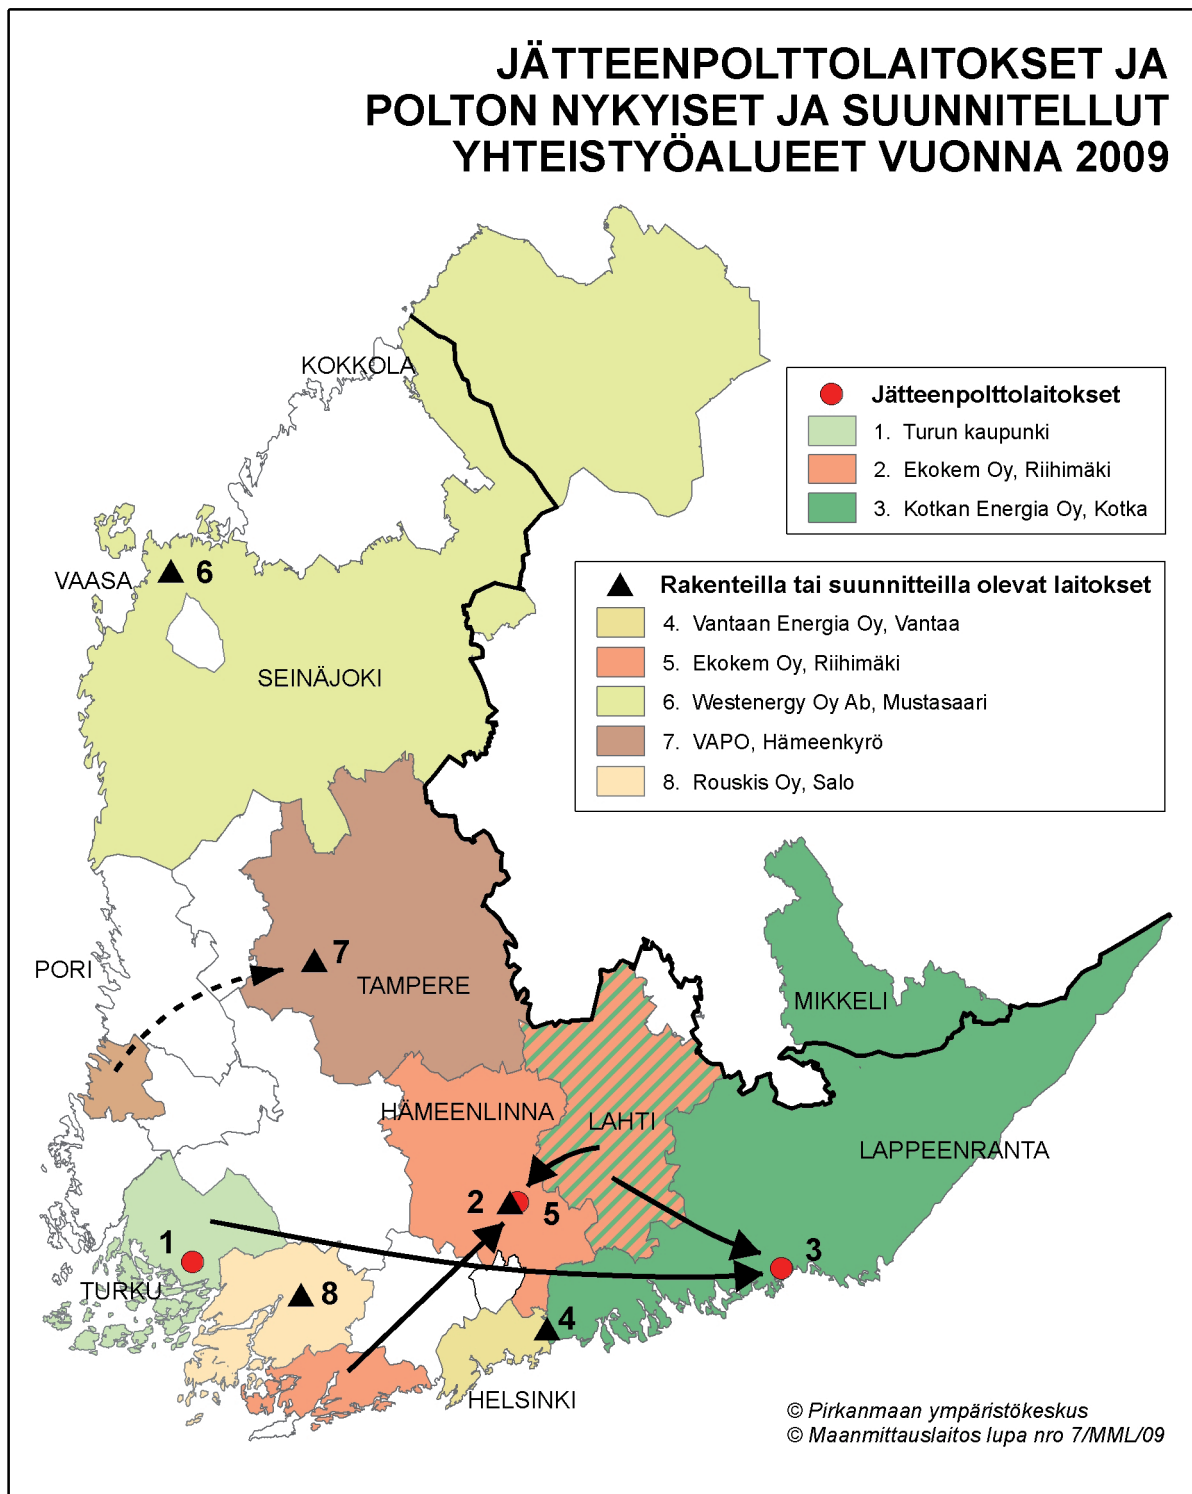 JÄTTEENPOLTTOLAITOKSET JA
POLTON NYKYISET JA SUUNNITELLUT
YHTEISTYÖALUEET VUONNA 2009
KOKKOLA
Jätteenpolttolaitokset
1. Turun kaupunki
2. Ekokem Oy, Riihimäki
3. Kotkan Energia Oy, Kotka
Rakenteilla tai suunnitteilla olevat laitokset
4. Vantaan Energia Oy, Vantaa
5. Ekokem Oy, Riihimäki
6. Westenergy Oy Ab, Mustasaari
7. VAPO, Hämeenkyrö
8. Rouskis Oy, Salo
VAASA
6
SEINÄJOKI
PORI
7
TAMPERE
MIKKELI
HÄMEENLINNA
LAHTI
LAPPEENRANTA
2
5
1
3
TURKU
8
4
HELSINKI
© Pirkanmaan ympäristökeskus
© Maanmittauslaitos lupa nro 7/MML/09